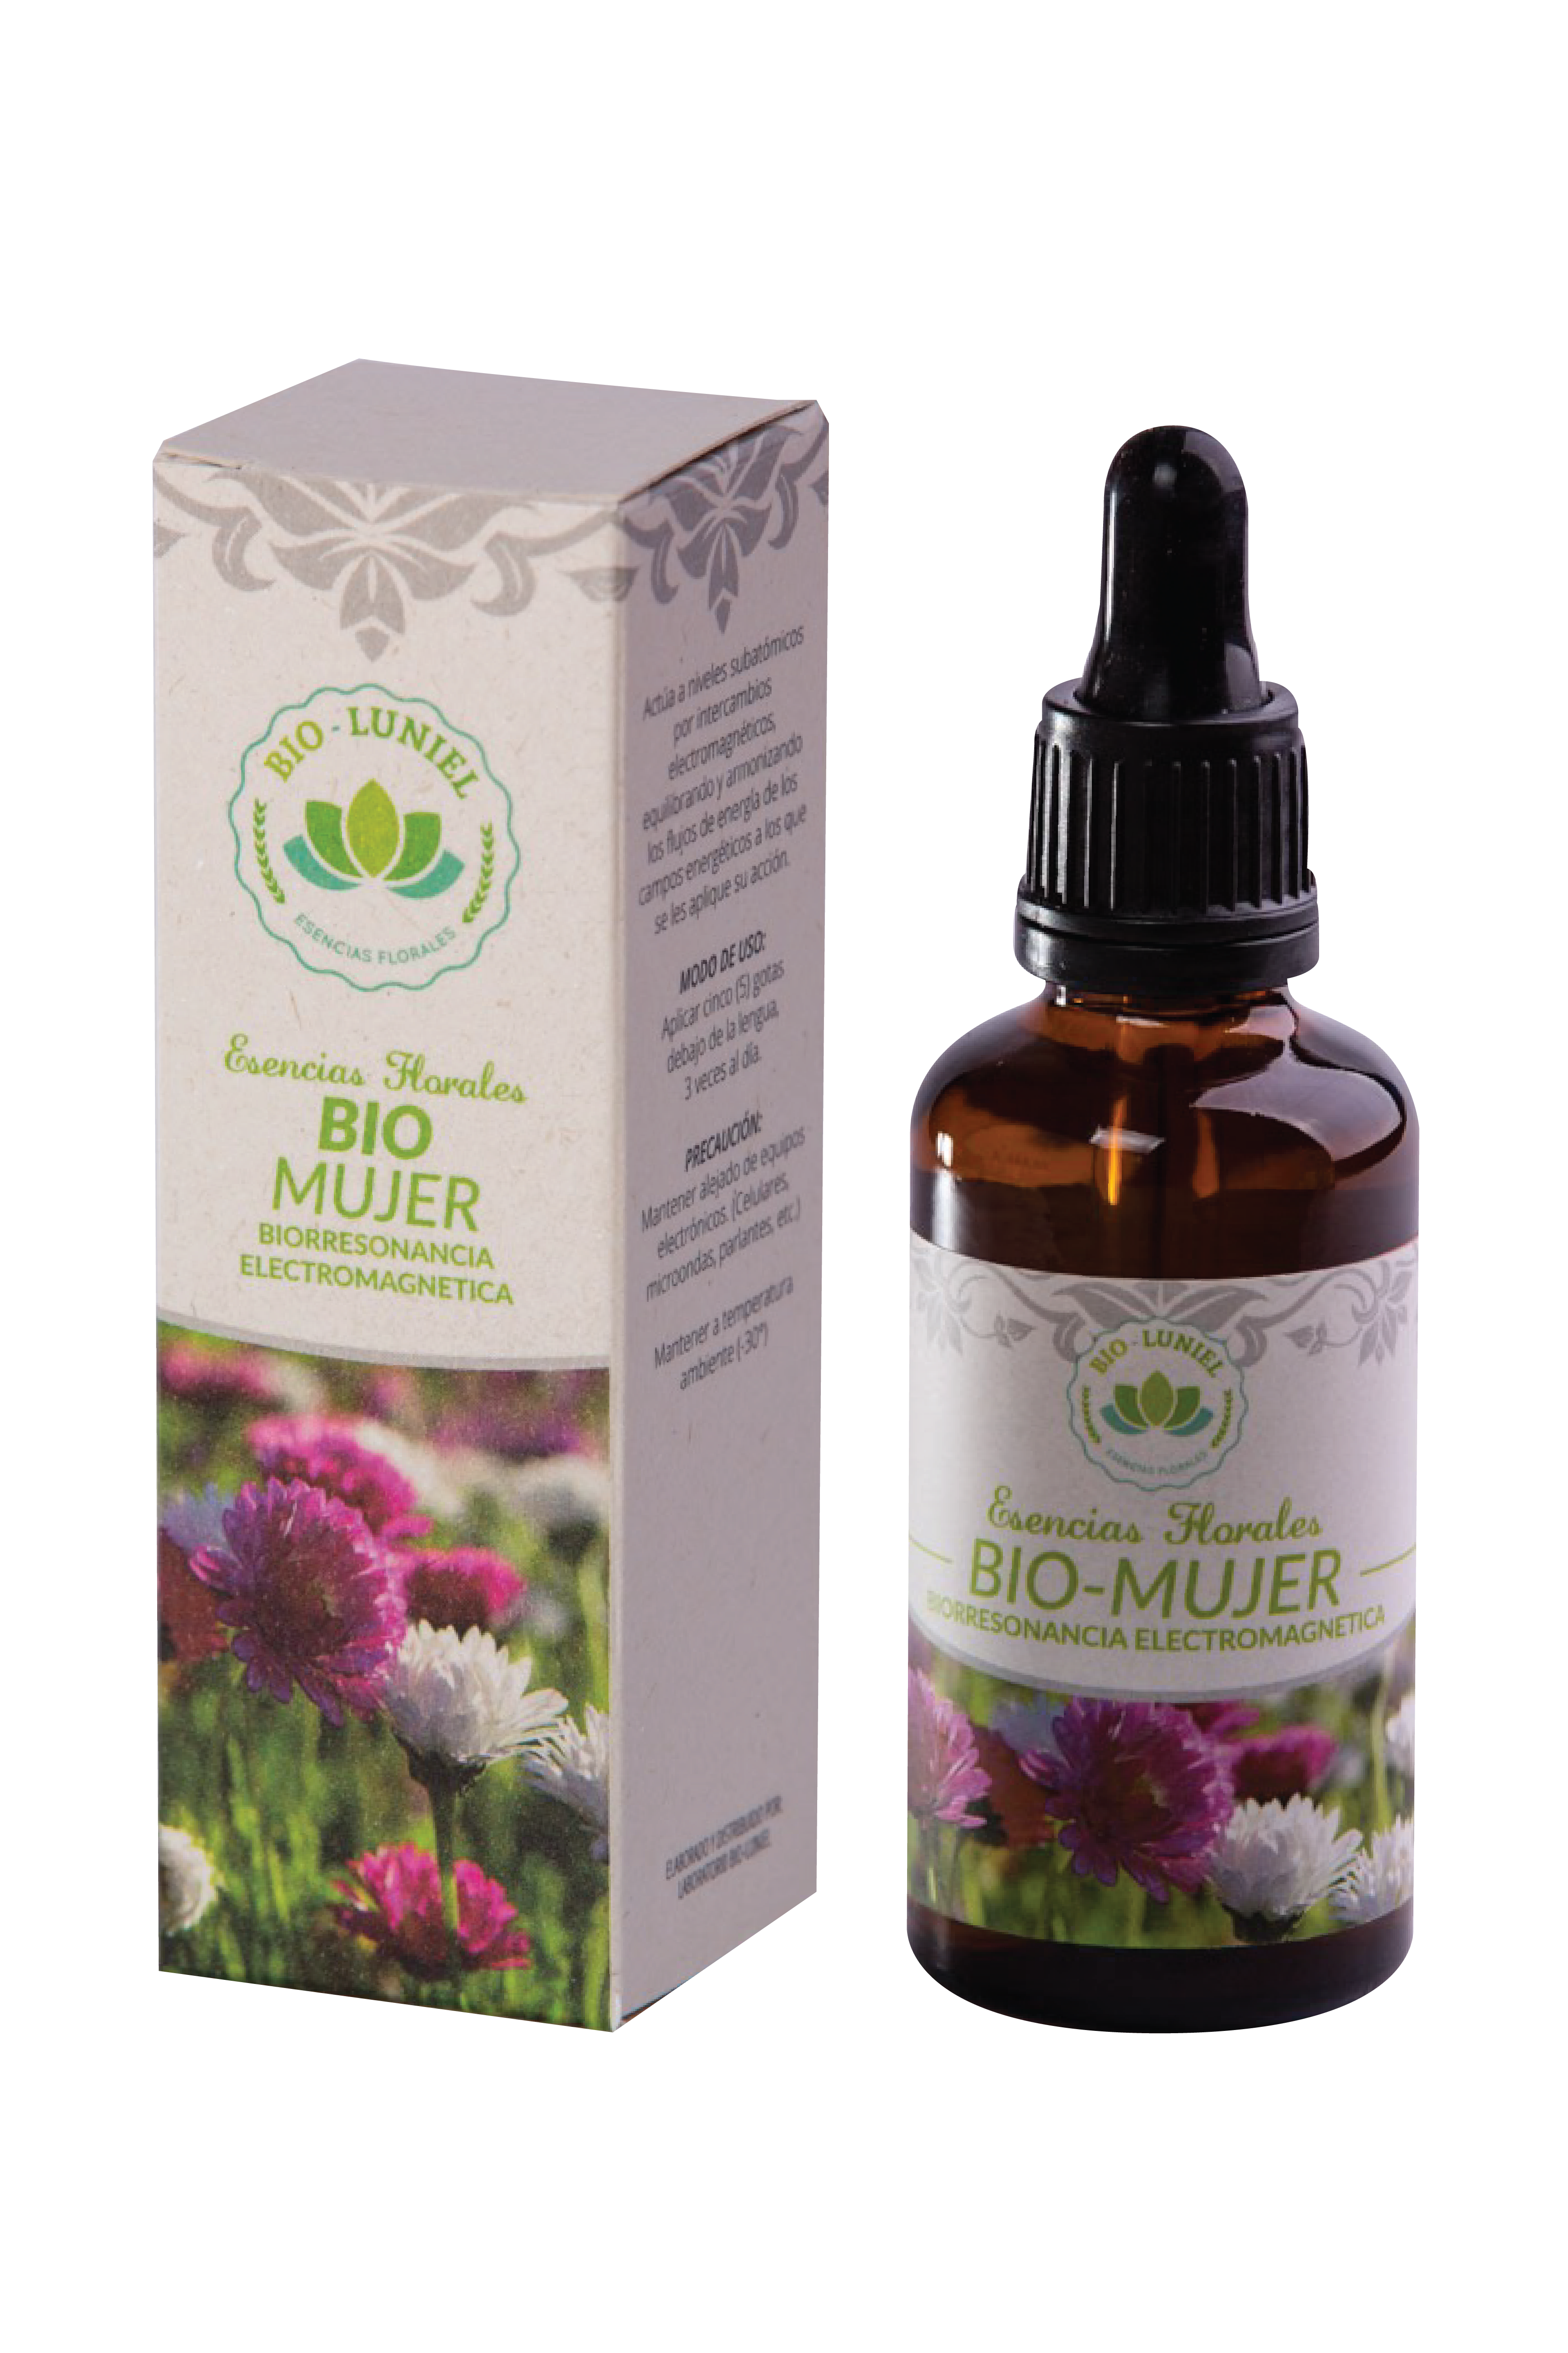 BIO - LUNIEL
ESENCIAS FLORALES
Esencias Florales
BIO
MUJER
BIORRESONANCIA
ELECTROMAGNETICA
Actúa a niveles subatómicos
por intercambios
electromagnéticos,
equilibrando y armonizando
los flujos de energía de los
campos energéticos a los que
se les aplique su acción.
MODO DE USO:
Aplicar cinco (5) gotas
debajo de la lengua,
3 veces al día.
PRECAUCIÓN:
Mantener alejado de equipos
electrónicos. (Celulares,
microondas, parlantes, etc.)
Mantener a temperatura
ambiente (-30°)
ELABORADO Y DISTRIBUIDO POR:
LABORATORIO BIO-LUNIEL
BIO - LUNIEL
ESENCIAS FLORALES
Esencias Florales
BIO-MUJER
BIORRESONANCIA ELECTROMAGNETICA